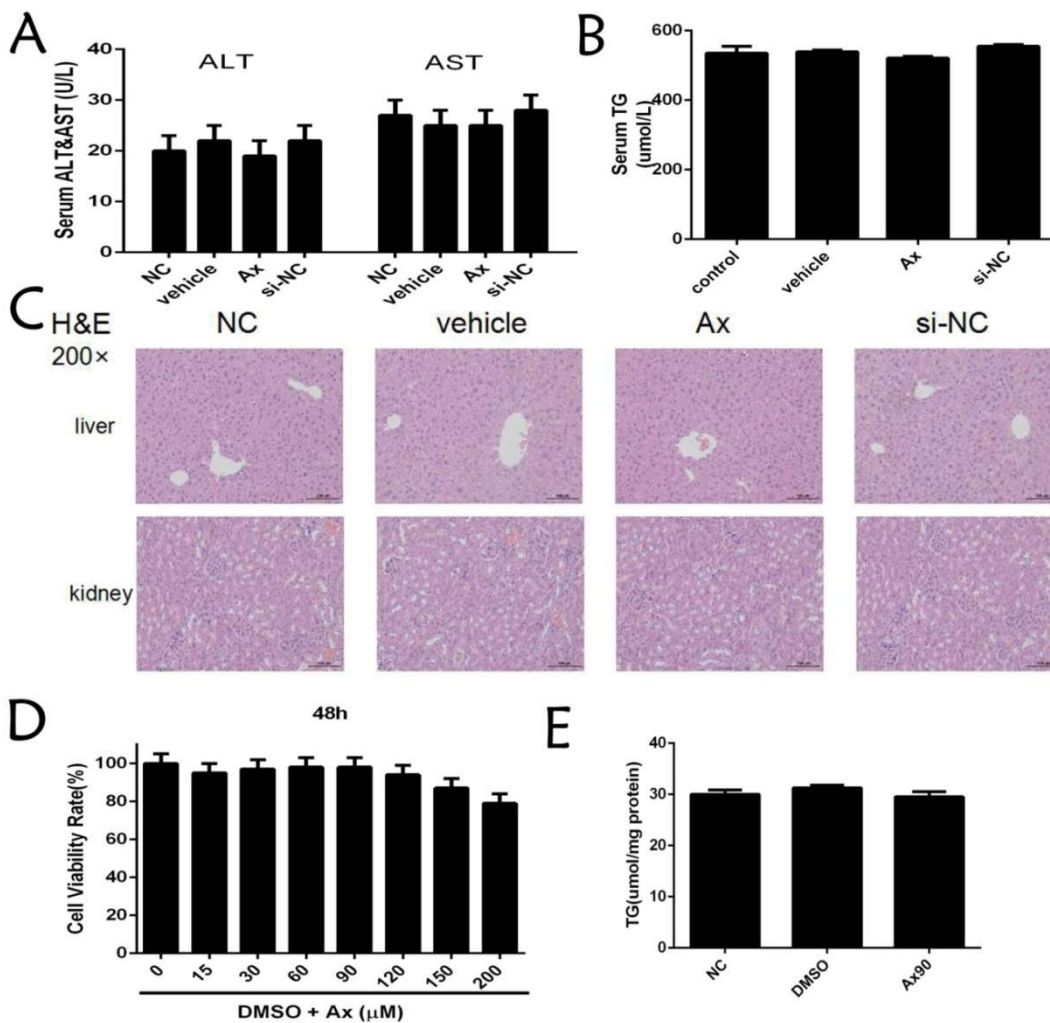 A
Serum ALT&AST (U/L)
40
30
20
10
0
ALT
AST
NC
vehicle
Ax
si-NC
NC
vehicle
Ax
si-NC
B
Serum TG
(umol/L)
600
400
200
0
control
vehicle
Ax
si-NC
C
H&E
200×
NC
vehicle
Ax
si-NC
liver
kidney
D
48h
Cell Viability Rate(%)
100
80
60
40
20
0
0
15
30
60
90
120
150
200
DMSO + Ax (μM)
E
TG(umol/mg protein)
40
30
20
10
0
NC
DMSO
Ax90